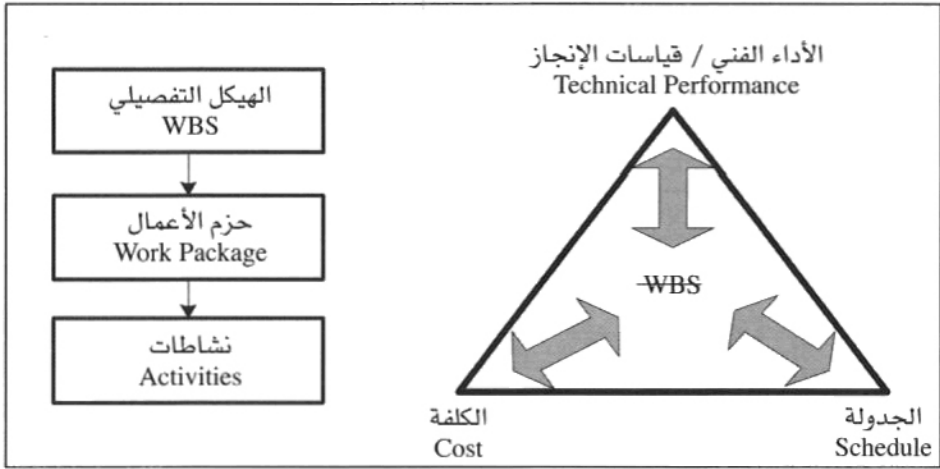 الهيكل التفصيلي
WBS
حزم الأعمال
Work Package
نشاطات
Activities
الأداء الفني / قياسات الإنجاز
Technical Performance
WBS
الكلفة
Cost
الجدولة
Schedule